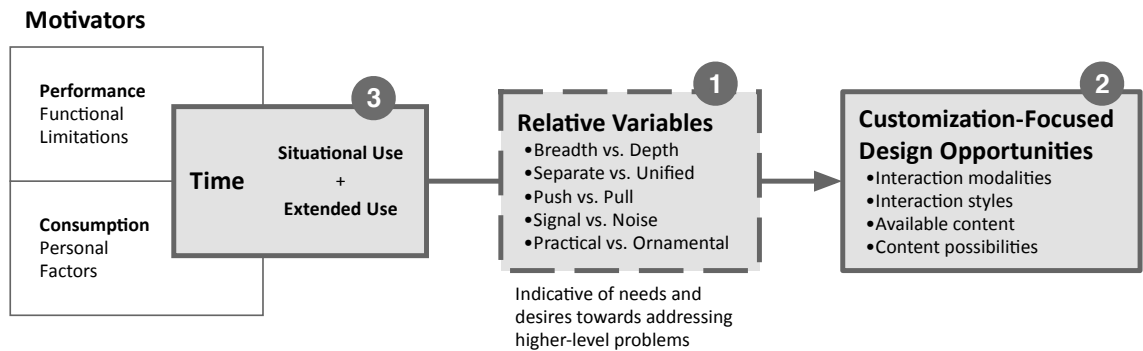 Motivators
Performance
Functional
Limitations
Consumption
Personal
Factors
3
Time
Situational Use
+
Extended Use
1
Relative Variables
•Breadth vs. Depth
•Separate vs. Unified
•Push vs. Pull
•Signal vs. Noise
•Practical vs. Ornamental
Indicative of needs and
desires towards addressing
higher-level problems
2
Customization-Focused
Design Opportunities
•Interaction modalities
•Interaction styles
•Available content
•Content possibilities